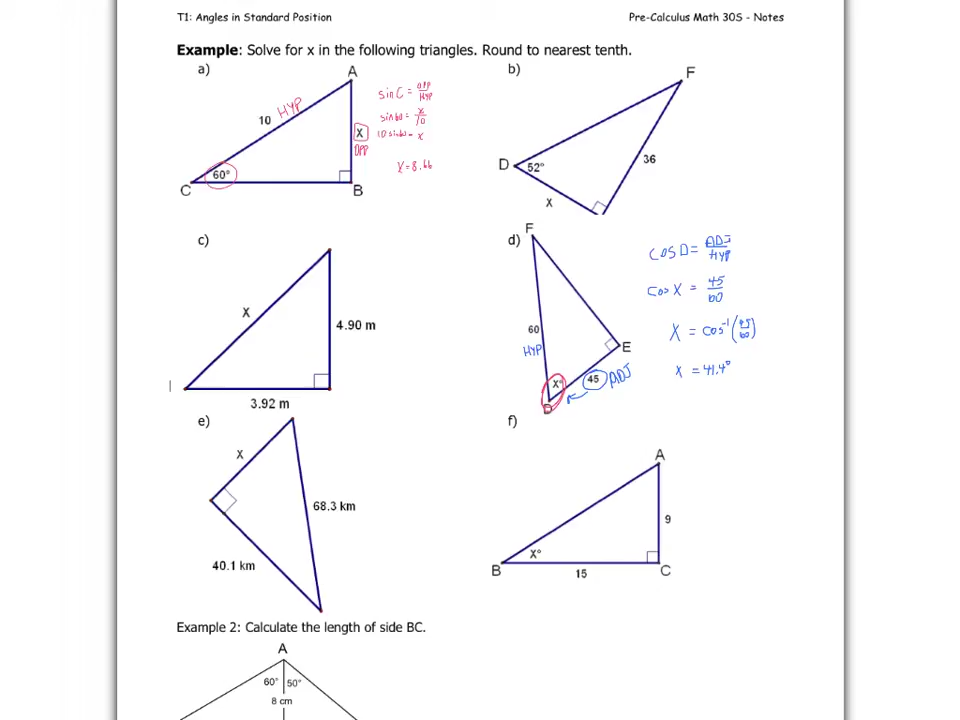 T1: Angles in Standard Position
Pre-Calculus Math 30S - Notes
Example: Solve for x in the following triangles. Round to nearest tenth.
a)
A
10
HYP
x
OPP
60°
C
B
sin C = OPP/HYP
sin 60 = x/10
10 sin 60 = x
x = 8.66
b)
F
D
52°
36
x
c)
x
4.90 m
3.92 m
d)
F
60
HYP
E
x°
45
ADJ
D
COS D = ADJ/HYP
cos x = 45/60
x = cos⁻¹(45/60)
x = 41.4°
e)
x
68.3 km
40.1 km
f)
A
9
x°
B
15
C
Example 2: Calculate the length of side BC.
A
60° 50°
8 cm